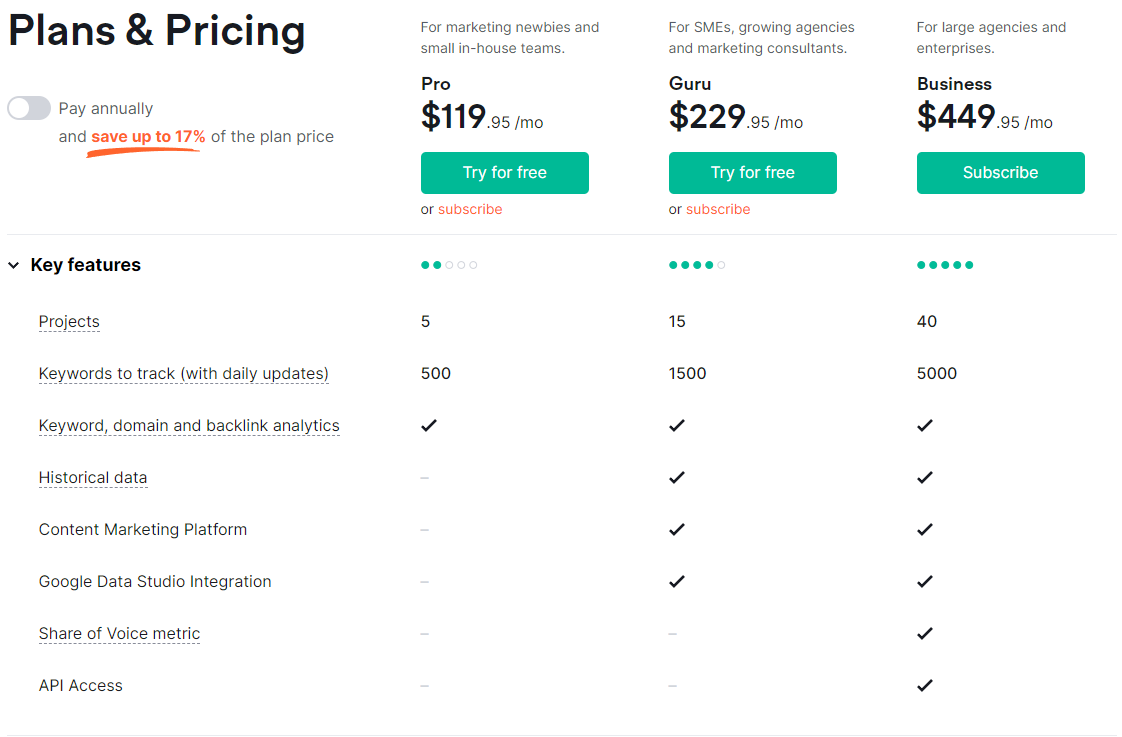 Plans & Pricing
Pay annually
and save up to 17% of the plan price
For marketing newbies and
small in-house teams.
Pro
$119.95 /mo
Try for free
or subscribe
For SMEs, growing agencies
and marketing consultants.
Guru
$229.95 /mo
Try for free
or subscribe
For large agencies and
enterprises.
Business
$449.95 /mo
Subscribe
Key features
Projects 5 15 40
Keywords to track (with daily updates) 500 1500 5000
Keyword, domain and backlink analytics ✓ ✓ ✓
Historical data – ✓ ✓
Content Marketing Platform – ✓ ✓
Google Data Studio Integration – ✓ ✓
Share of Voice metric – – ✓
API Access – – ✓